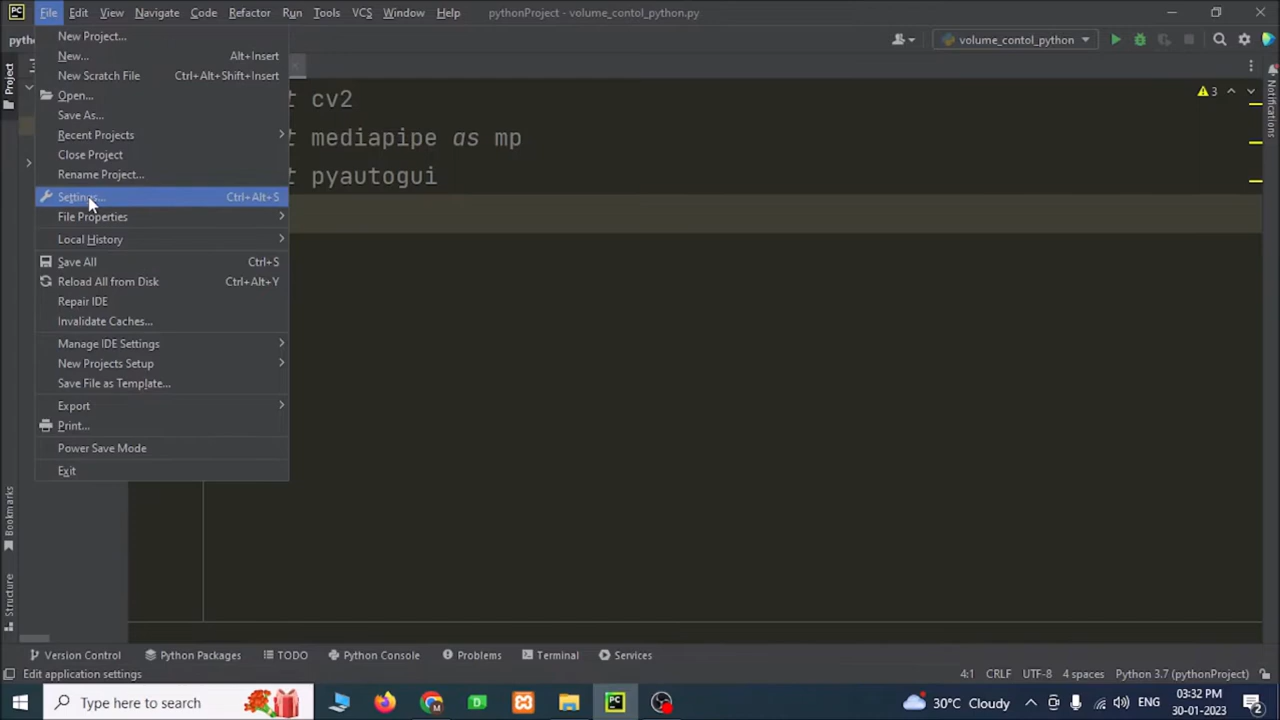 File Edit View Navigate Code Refactor Run Tools VCS Window Help pythonProject - volume_contol_python.py
volume_contol_python
Project
New Project...
New... Alt+Insert
New Scratch File Ctrl+Alt+Shift+Insert
Open...
Save As...
Recent Projects
Close Project
Rename Project...
Settings... Ctrl+Alt+S
File Properties
Local History
Save All Ctrl+S
Reload All from Disk Ctrl+Alt+Y
Repair IDE
Invalidate Caches...
Manage IDE Settings
New Projects Setup
Save File as Template...
Export
Print...
Power Save Mode
Exit
cv2
mediapipe as mp
pyautogui
3
Notifications
Bookmarks
Structure
Version Control Python Packages TODO Python Console Problems Terminal Services
Edit application settings 4:1 CRLF UTF-8 4 spaces Python 3.7 (pythonProject)
Type here to search
30°C Cloudy ENG 03:32 PM
30-01-2023
2